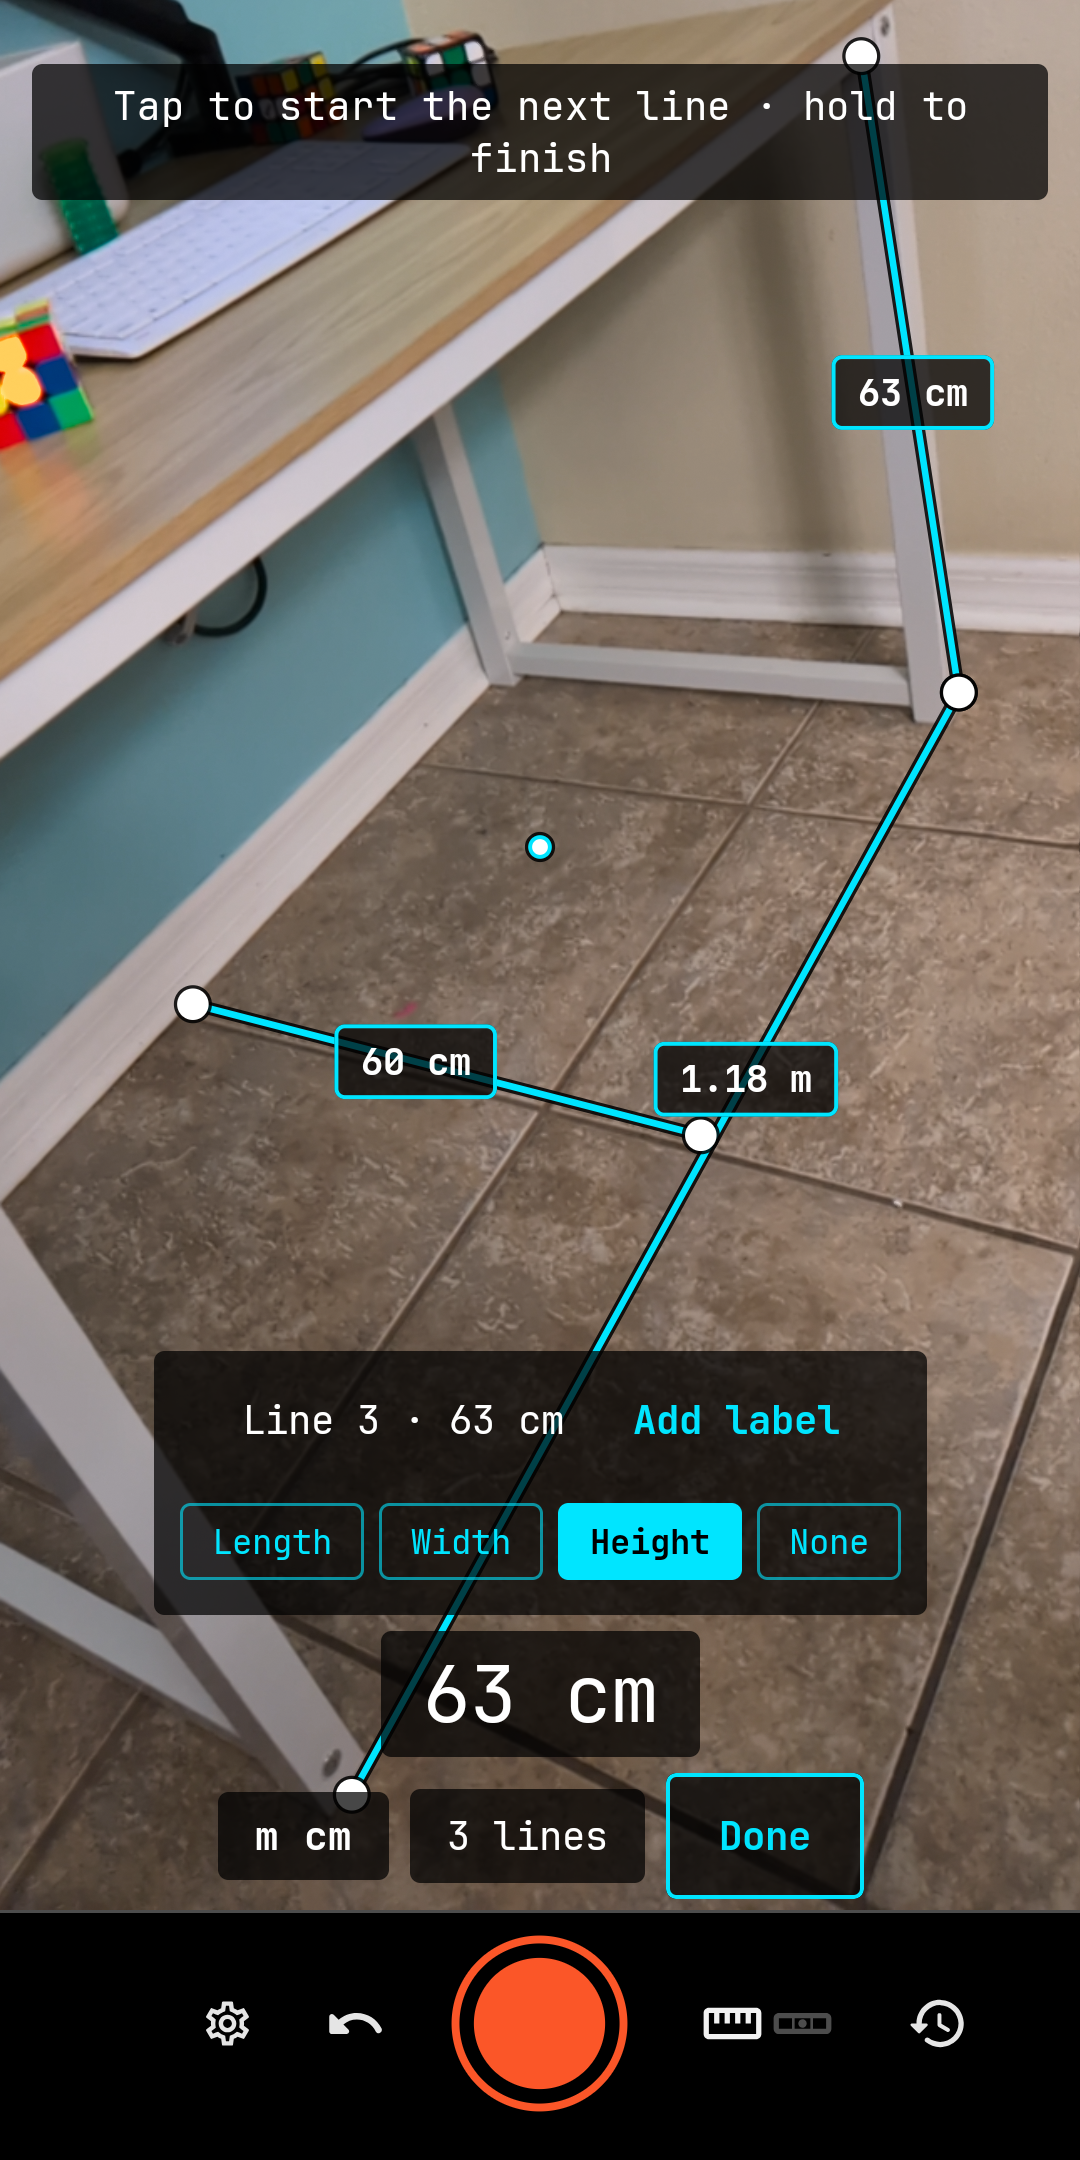 Tap to start the next line · hold to
finish
63 cm
60 cm
1.18 m
Line 3 · 63 cm Add label
Length Width Height None
63 cm
m cm 3 lines Done